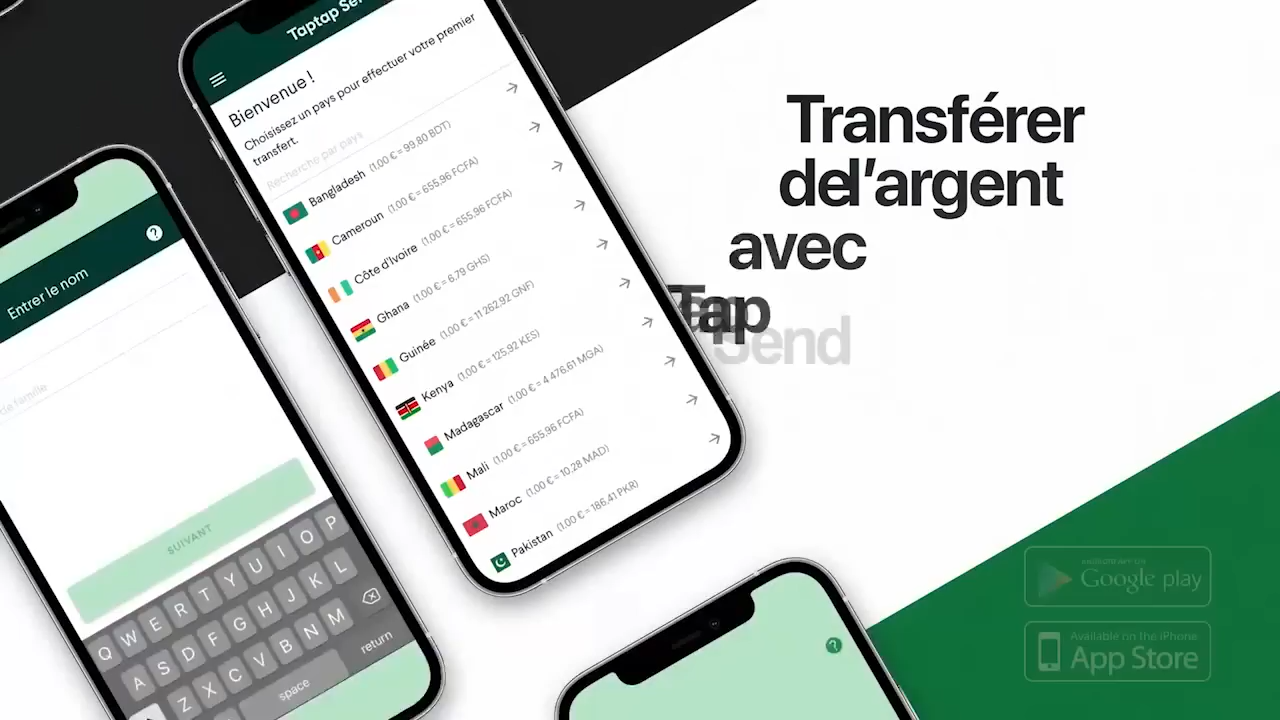 Taptap Sen
Bienvenue !
Choisissez un pays pour effectuer votre premier
transfert.
Recherche par pays
Bangladesh (1,00 € = 99,80 BDT)
Cameroun (1,00 € = 655,96 FCFA)
Côte d'Ivoire (1,00 € = 655,96 FCFA)
Ghana (1,00 € = 6,79 GHS)
Guinée (1,00 € = 11 262,92 GNF)
Kenya (1,00 € = 125,92 KES)
Madagascar (1,00 € = 4 476,61 MGA)
Mali (1,00 € = 655,96 FCFA)
Maroc (1,00 € = 10,28 MAD)
Pakistan (1,00 € = 186,41 PKR)
Entrer le nom
de famille
SUIVANT
Q W E R T Y U I O P
A S D F G H J K L
Z X C V B N M
space return
Transférer
del’argent
avec
Tap
Send
Google play
Available on the iPhone
App Store